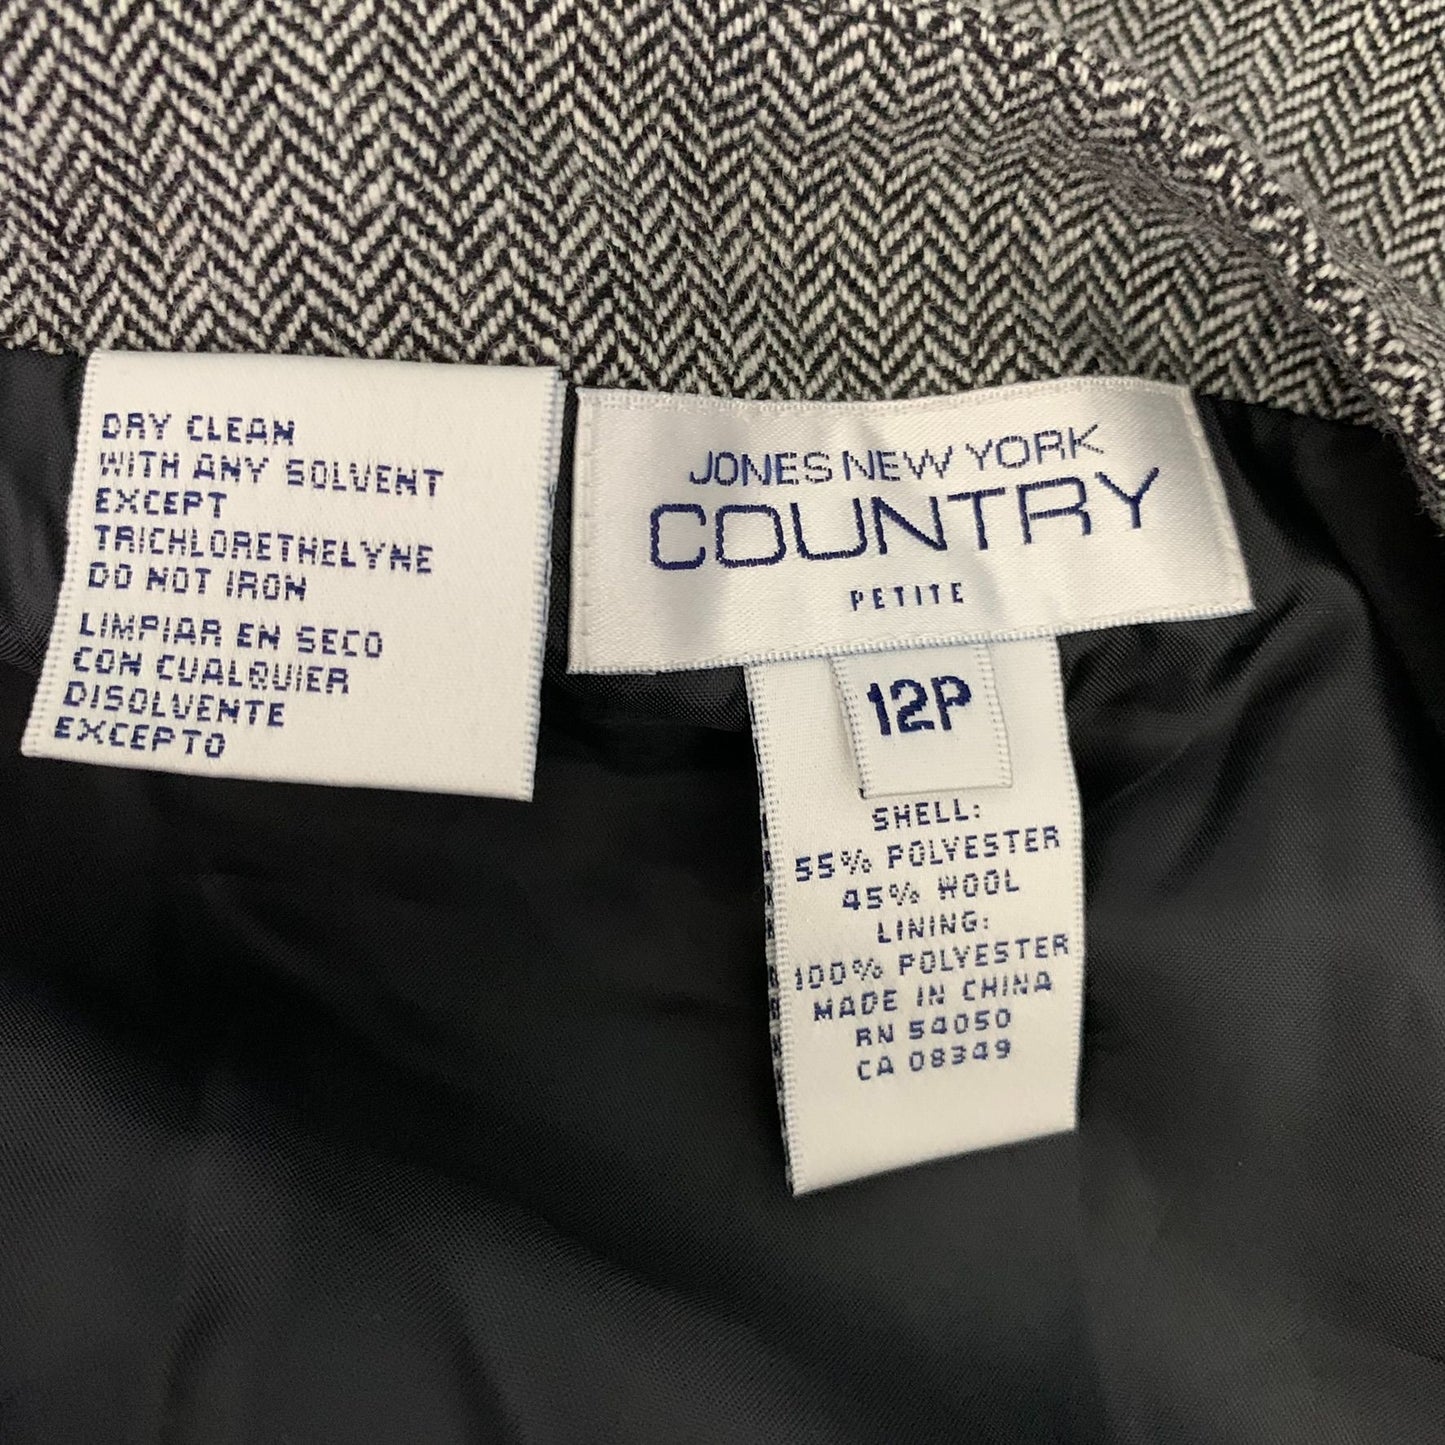 DRY CLEAN
WITH ANY SOLVENT
EXCEPT
TRICHLORETHELYNE
DO NOT IRON
LIMPIAR EN SECO
CON CUALQUIER
DISOLVENTE
EXCEPTO
JONES NEW YORK
COUNTRY
PETITE
12P
SHELL:
55% POLYESTER
45% WOOL
LINING:
100% POLYESTER
MADE IN CHINA
RN 54050
CA 08349